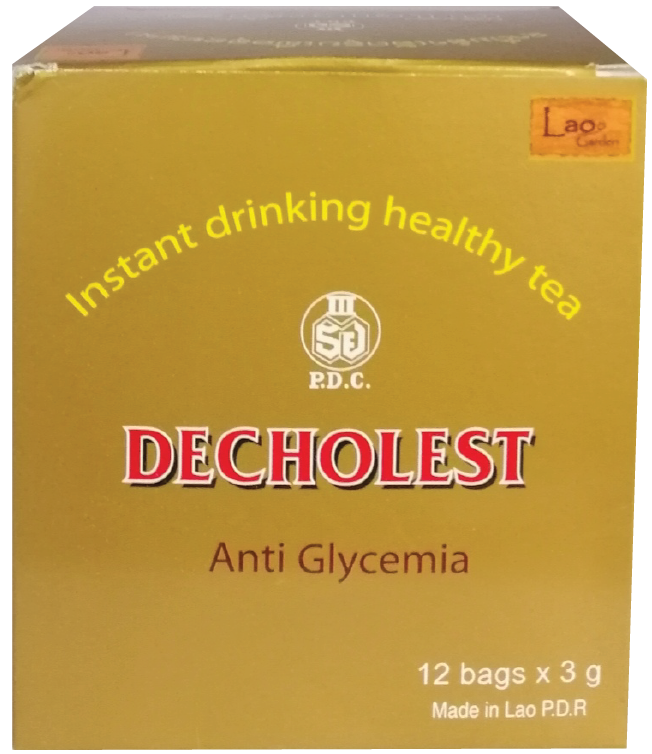 Lao
Garden
Instant drinking healthy tea
P.D.C.
DECHOLEST
Anti Glycemia
12 bags x 3 g
Made in Lao P.D.R